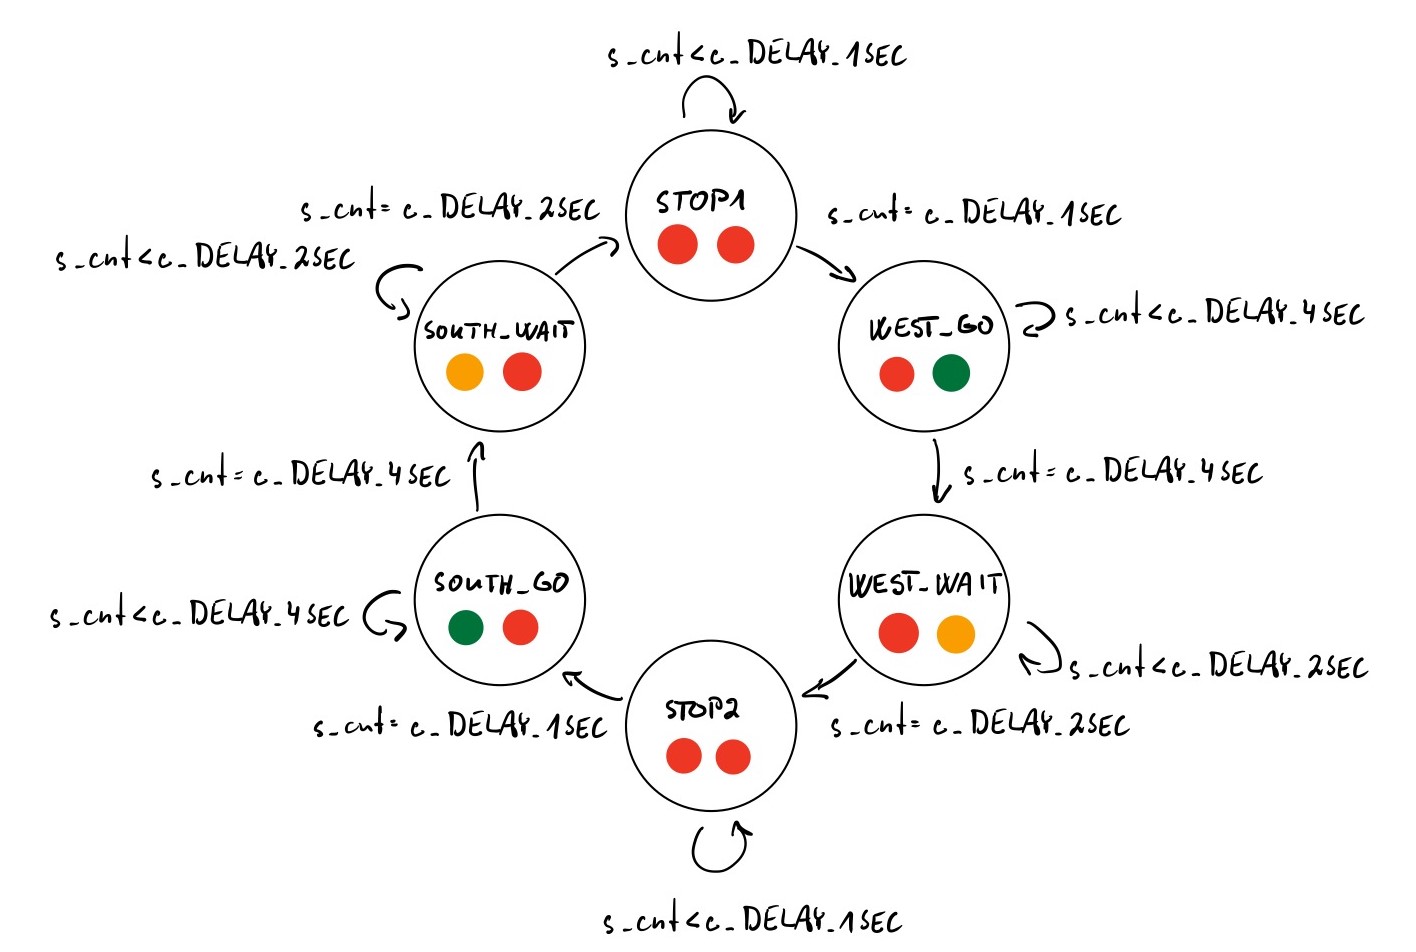 s_cnt<c_DELAY_1SEC
STOP1
s_cnt= c_DELAY_2SEC
s_cnt= c_DELAY_1SEC
s_cnt<c_DELAY_2SEC
SOUTH_WAIT
WEST_GO
s_cnt<c_DELAY_4SEC
s_cnt= c_DELAY_4SEC
s_cnt= c_DELAY_4SEC
SOUTH_GO
WEST_WAIT
s_cnt<c_DELAY_4SEC
s_cnt<c_DELAY_2SEC
STOP2
s_cnt= c_DELAY_1SEC
s_cnt= c_DELAY_2SEC
s_cnt<c_DELAY_1SEC